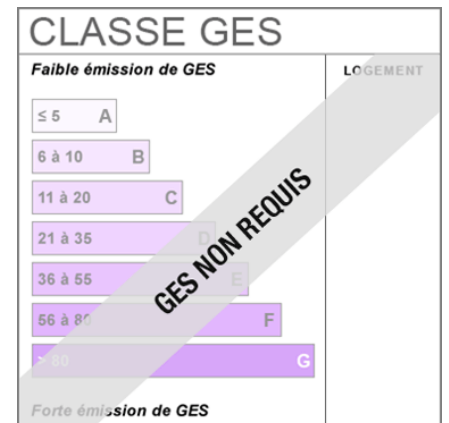 CLASSE GES
Faible émission de GES
LOGEMENT
≤ 5 A
6 à 10 B
11 à 20 C
21 à 35 D
36 à 55 E
56 à 80 F
> 80 G
GES NON REQUIS
Forte émission de GES